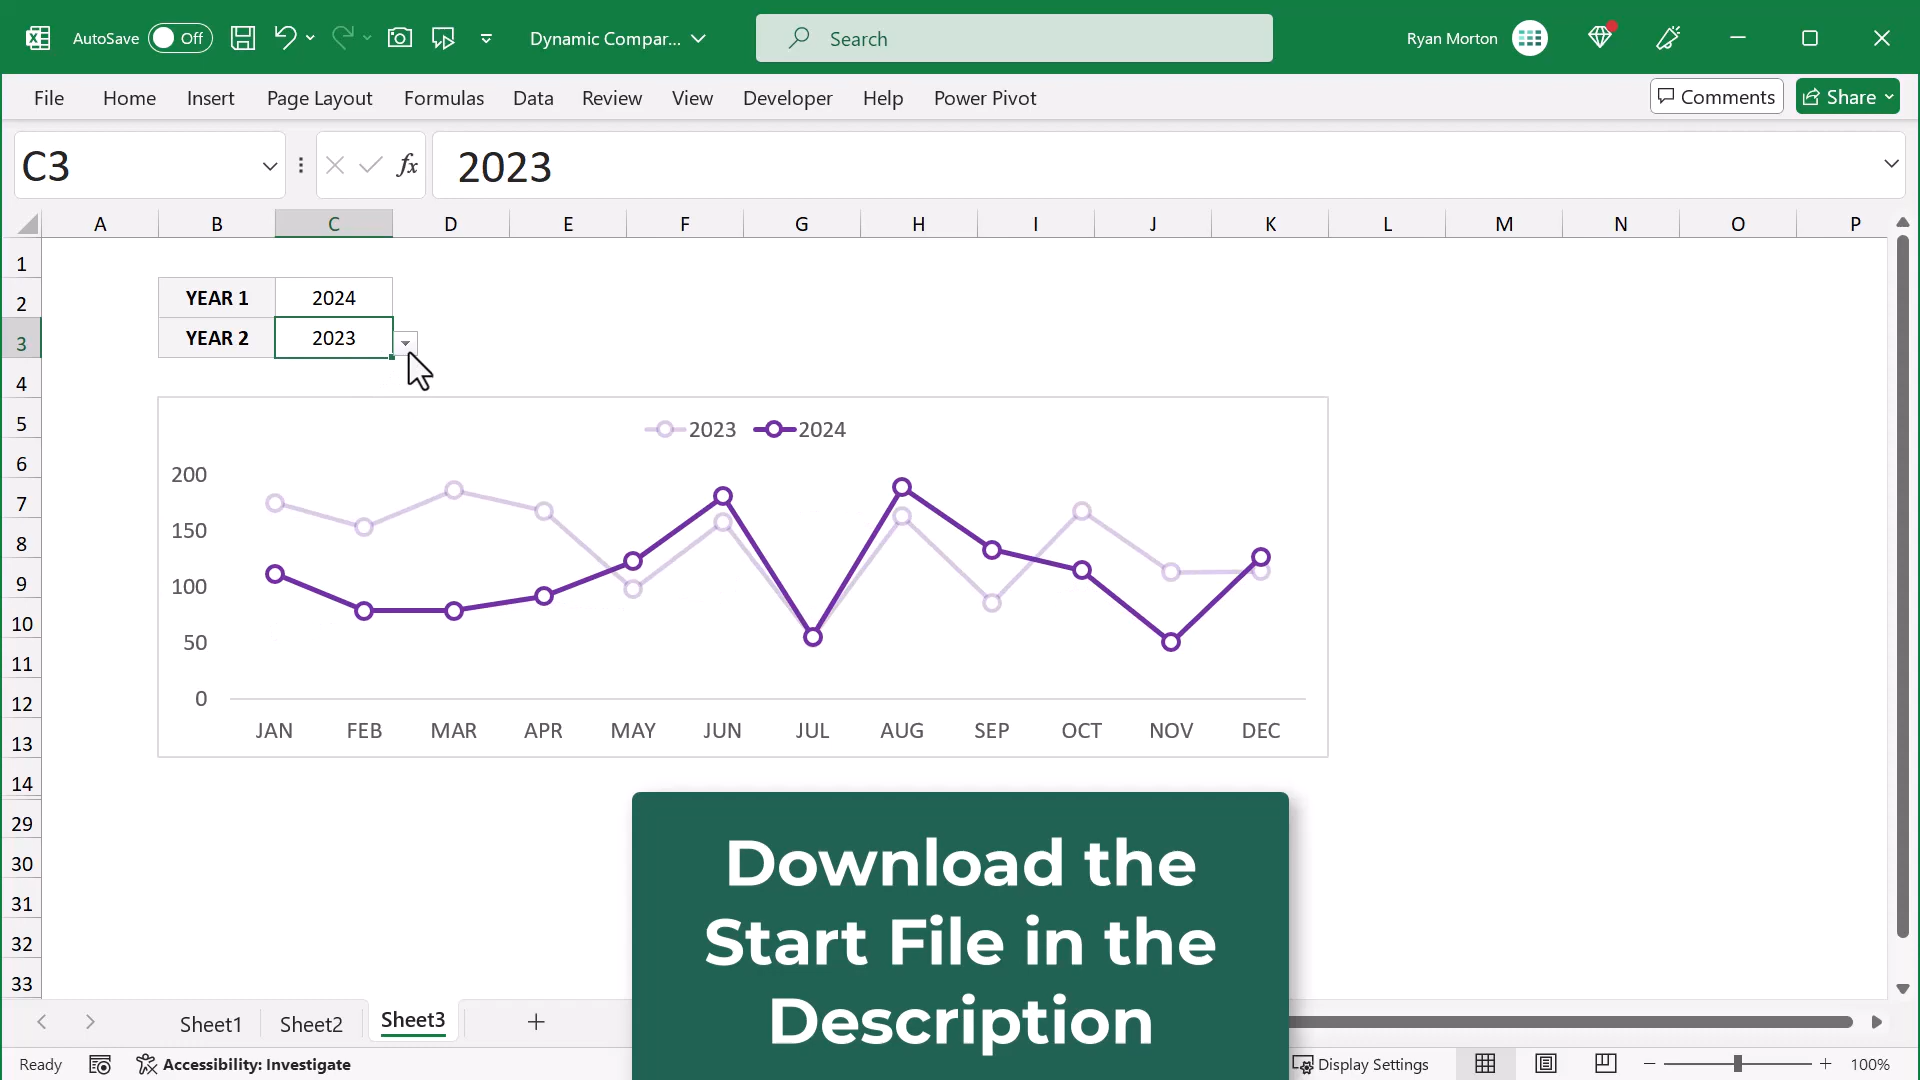 AutoSave Off Dynamic Compar... Search Ryan Morton
File Home Insert Page Layout Formulas Data Review View Developer Help Power Pivot Comments Share
C3 fx 2023
A B C D E F G H I J K L M N O P
1
2 YEAR 1 2024
3 YEAR 2 2023
4
5 2023 2024
6
200
7
150
8
9
100
10
50
11
12
0
13 JAN FEB MAR APR MAY JUN JUL AUG SEP OCT NOV DEC
14
29
30
31
32
33
Download the
Start File in the
Description
Sheet1 Sheet2 Sheet3
Ready Accessibility: Investigate Display Settings 100%